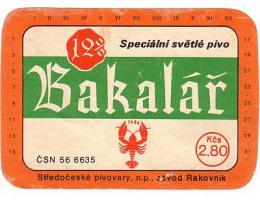 I II III IV V VI VII VIII IX X XI XII
12%
Speciální světlé pivo
Bakalář
1454
Kčs
2.80
ČSN 56 6635
Středočeské pivovary, n.p., závod Rakovník